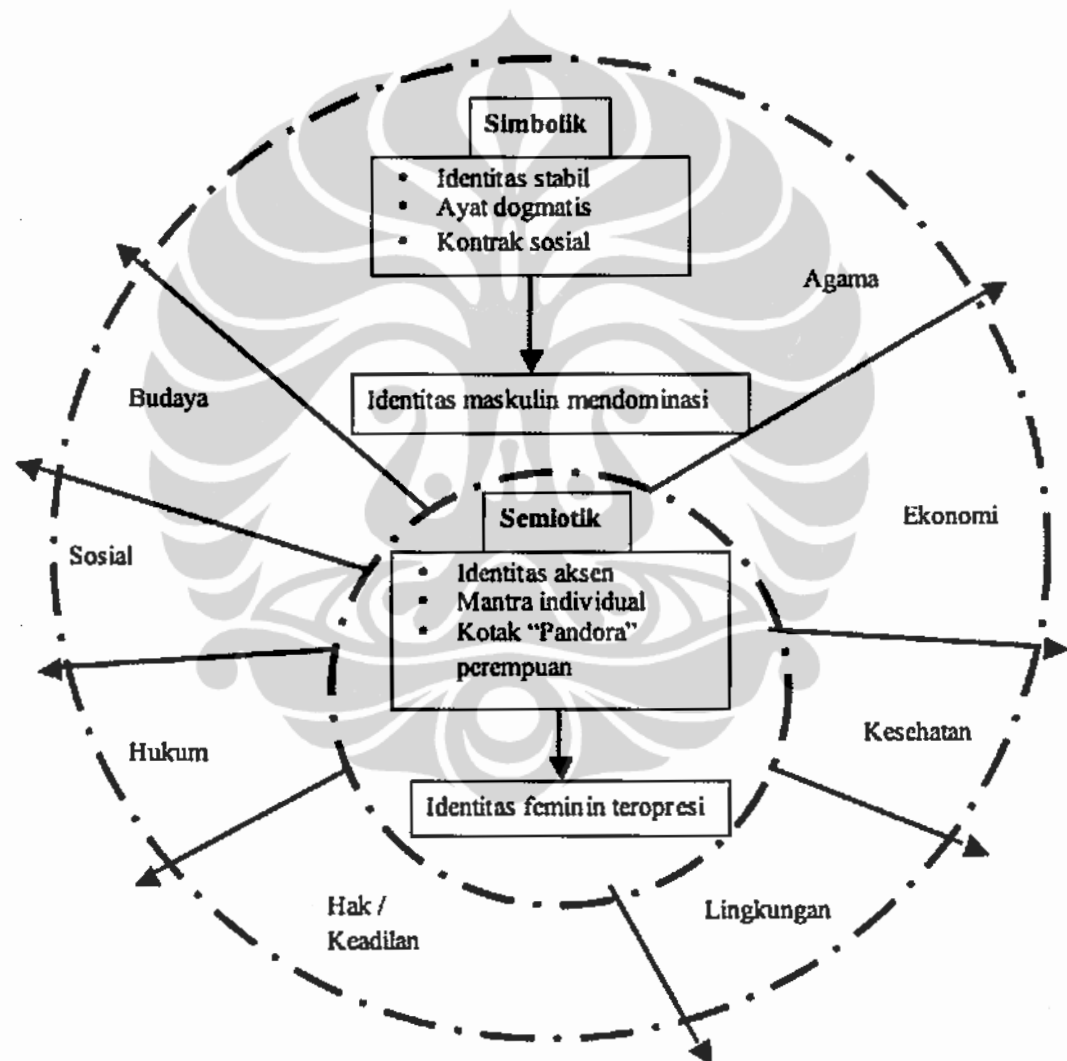 Simbolik
• Identitas stabil
• Ayat dogmatis
• Kontrak sosial
Agama
Identitas maskulin mendominasi
Budaya
Semiotik
Ekonomi
Sosial
• Identitas aksen
• Mantra individual
• Kotak “Pandora”
perempuan
Kesehatan
Hukum
Identitas feminin teropresi
Hak /
Keadilan
Lingkungan